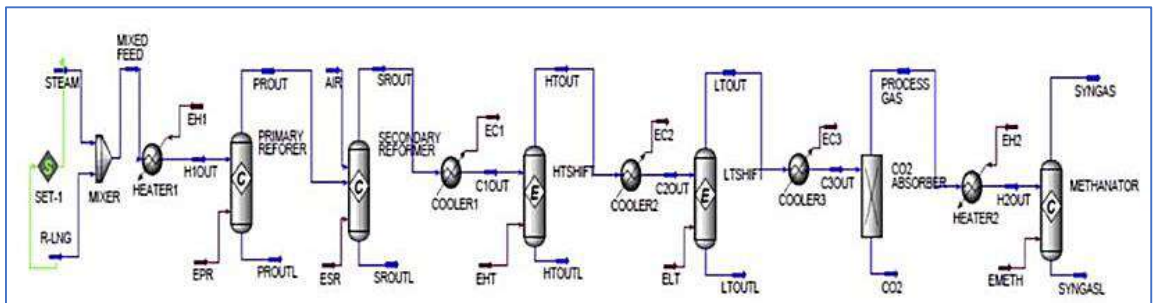 STEAM
MIXED
FEED
S
SET-1
R-LNG
MIXER
EH1
HEATER1
H1OUT
PROUT
C
PRIMARY
REFORER
EPR
PROUTL
AIR
SROUT
C
SECONDARY
REFORMER
ESR
SROUTL
EC1
COOLER1
C1OUT
HTOUT
E
HTSHIFT
EHT
HTOUTL
EC2
COOLER2
C2OUT
LTOUT
E
LTSHIFT
ELT
LTOUTL
EC3
COOLER3
C3OUT
PROCESS
GAS
CO2
ABSORBER
CO2
EH2
HEATER2
H2OUT
SYNGAS
C
METHANATOR
EMETH
SYNGASL